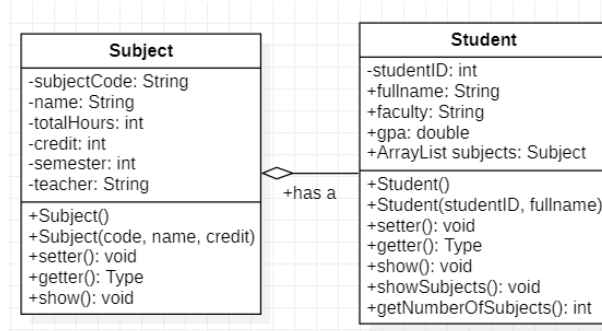 Subject
-subjectCode: String
-name: String
-totalHours: int
-credit: int
-semester: int
-teacher: String
+Subject()
+Subject(code, name, credit)
+setter(): void
+getter(): Type
+show(): void
+has a
Student
-studentID: int
+fullname: String
+faculty: String
+gpa: double
+ArrayList subjects: Subject
+Student()
+Student(studentID, fullname)
+setter(): void
+getter(): Type
+show(): void
+showSubjects(): void
+getNumberOfSubjects(): int